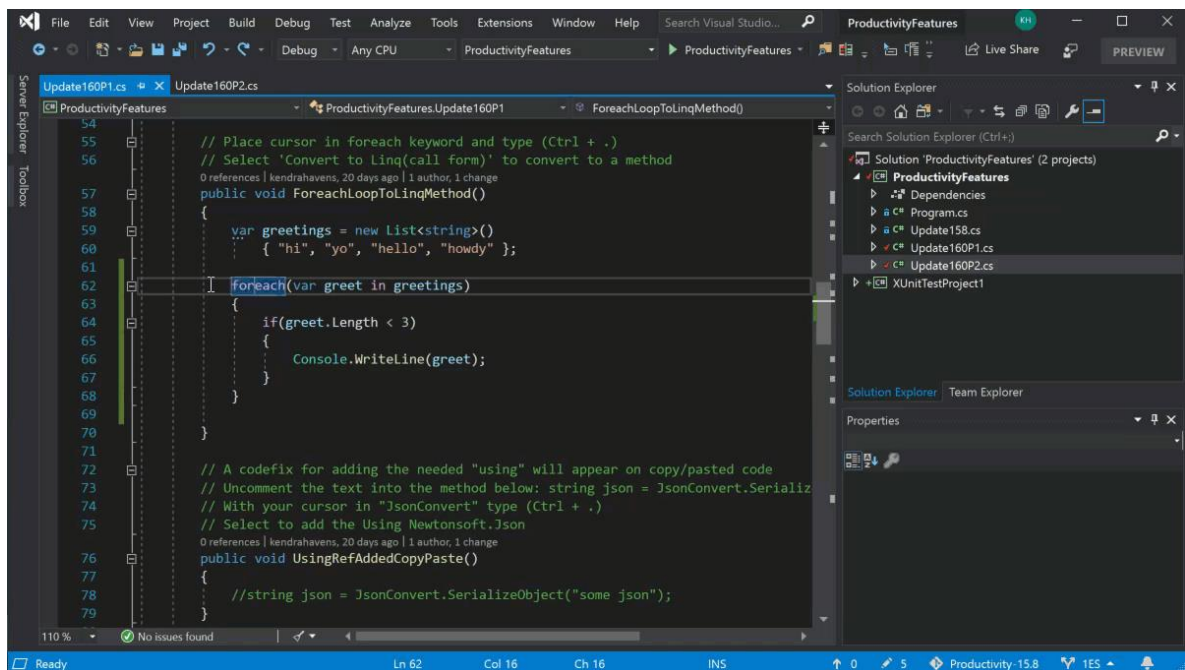 File Edit View Project Build Debug Test Analyze Tools Extensions Window Help Search Visual Studio... ProductivityFeatures KH
Debug Any CPU ProductivityFeatures ProductivityFeatures Live Share PREVIEW
Server Explorer
Toolbox
Update160P1.cs Update160P2.cs
ProductivityFeatures ProductivityFeatures.Update160P1 ForeachLoopToLinqMethod()
54
55 // Place cursor in foreach keyword and type (Ctrl + .)
56 // Select 'Convert to Linq(call form)' to convert to a method
0 references | kendrahavens, 20 days ago | 1 author, 1 change
57 public void ForeachLoopToLinqMethod()
58 {
59 var greetings = new List<string>()
60 { "hi", "yo", "hello", "howdy" };
61
62 foreach(var greet in greetings)
63 {
64 if(greet.Length < 3)
65 {
66 Console.WriteLine(greet);
67 }
68 }
69
70 }
71
72 // A codefix for adding the needed "using" will appear on copy/pasted code
73 // Uncomment the text into the method below: string json = JsonConvert.Serializ
74 // With your cursor in "JsonConvert" type (Ctrl + .)
75 // Select to add the Using Newtonsoft.Json
0 references | kendrahavens, 20 days ago | 1 author, 1 change
76 public void UsingRefAddedCopyPaste()
77 {
78 //string json = JsonConvert.SerializeObject("some json");
79 }
110 % No issues found
Solution Explorer
Search Solution Explorer (Ctrl+;)
Solution 'ProductivityFeatures' (2 projects)
C# ProductivityFeatures
Dependencies
C# Program.cs
C# Update158.cs
C# Update160P1.cs
C# Update160P2.cs
C# XUnitTestProject1
Solution Explorer Team Explorer
Properties
Ready Ln 62 Col 16 Ch 16 INS 0 5 Productivity-15.8 1ES